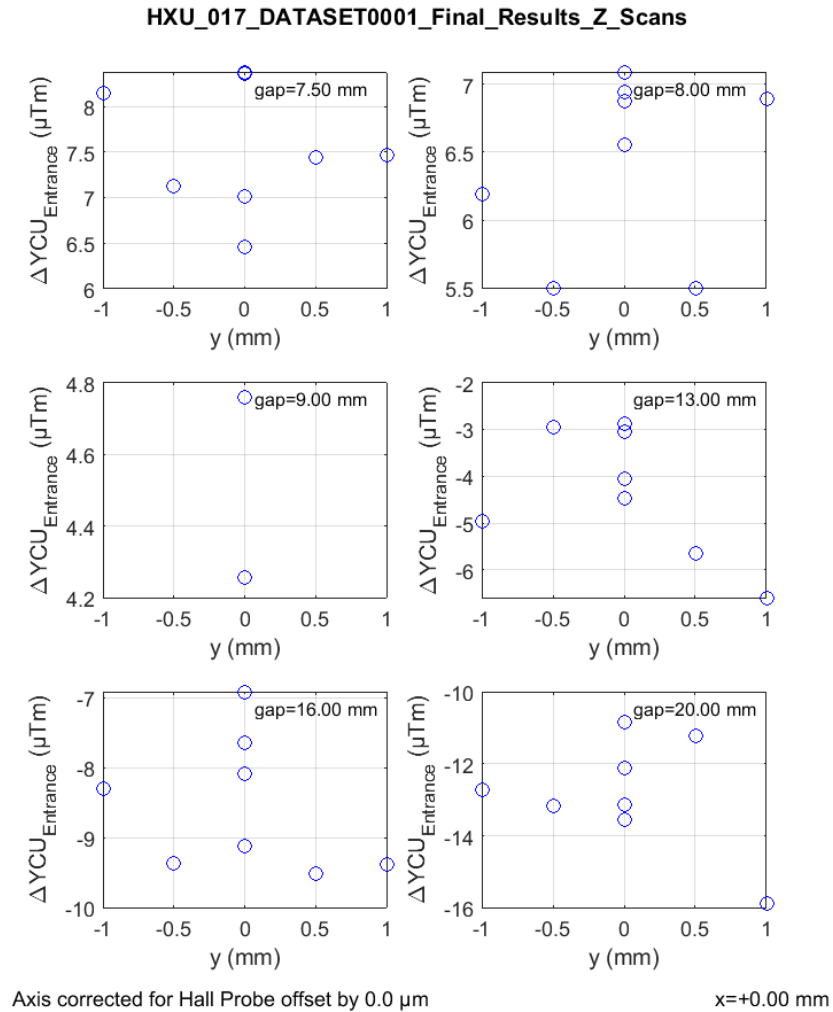 HXU_017_DATASET0001_Final_Results_Z_Scans
ΔYCU_Entrance (μTm)
8
7.5
7
6.5
6
gap=7.50 mm
-1 -0.5 0 0.5 1
y (mm)
ΔYCU_Entrance (μTm)
7
6.5
6
5.5
gap=8.00 mm
-1 -0.5 0 0.5 1
y (mm)
ΔYCU_Entrance (μTm)
4.8
4.6
4.4
4.2
gap=9.00 mm
-1 -0.5 0 0.5 1
y (mm)
ΔYCU_Entrance (μTm)
-2
-3
-4
-5
-6
gap=13.00 mm
-1 -0.5 0 0.5 1
y (mm)
ΔYCU_Entrance (μTm)
-7
-8
-9
-10
gap=16.00 mm
-1 -0.5 0 0.5 1
y (mm)
ΔYCU_Entrance (μTm)
-10
-12
-14
-16
gap=20.00 mm
-1 -0.5 0 0.5 1
y (mm)
Axis corrected for Hall Probe offset by 0.0 μm
x=+0.00 mm